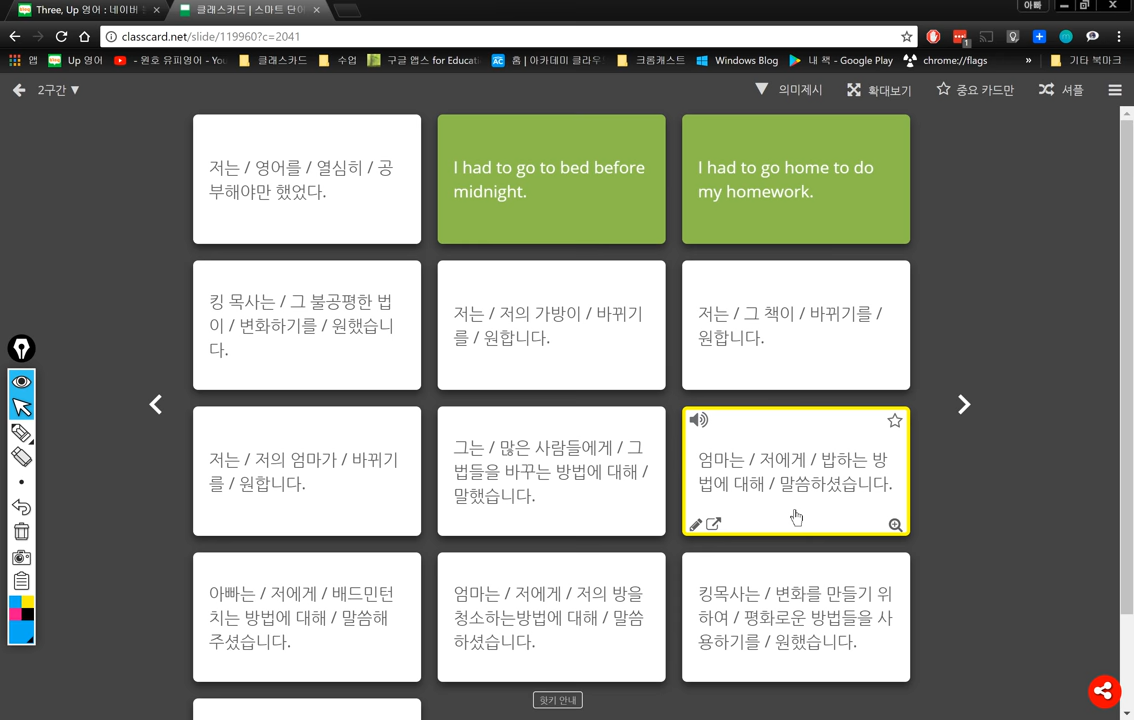 Three, Up 영어 : 네이버
클래스카드 | 스마트 단어
아빠
classcard.net/slide/119960?c=2041
앱
Up 영어
- 원호 유피영어 - You
클래스카드
수업
구글 앱스 for Educati
홈 | 아카데미 클라우
크롬캐스트
Windows Blog
내 책 - Google Play
chrome://flags
»
기타 북마크
2구간 ▼
▼ 의미제시
확대보기
중요 카드만
셔플
저는 / 영어를 / 열심히 / 공
부해야만 했었다.
I had to go to bed before
midnight.
I had to go home to do
my homework.
킹 목사는 / 그 불공평한 법
이 / 변화하기를 / 원했습니
다.
저는 / 저의 가방이 / 바뀌기
를 / 원합니다.
저는 / 그 책이 / 바뀌기를 /
원합니다.
저는 / 저의 엄마가 / 바뀌기
를 / 원합니다.
그는 / 많은 사람들에게 / 그
법들을 바꾸는 방법에 대해 /
말했습니다.
엄마는 / 저에게 / 밥하는 방
법에 대해 / 말씀하셨습니다.
아빠는 / 저에게 / 배드민턴
치는 방법에 대해 / 말씀해
주셨습니다.
엄마는 / 저에게 / 저의 방을
청소하는방법에 대해 / 말씀
하셨습니다.
킹목사는 / 변화를 만들기 위
하여 / 평화로운 방법들을 사
용하기를 / 원했습니다.
핫키 안내